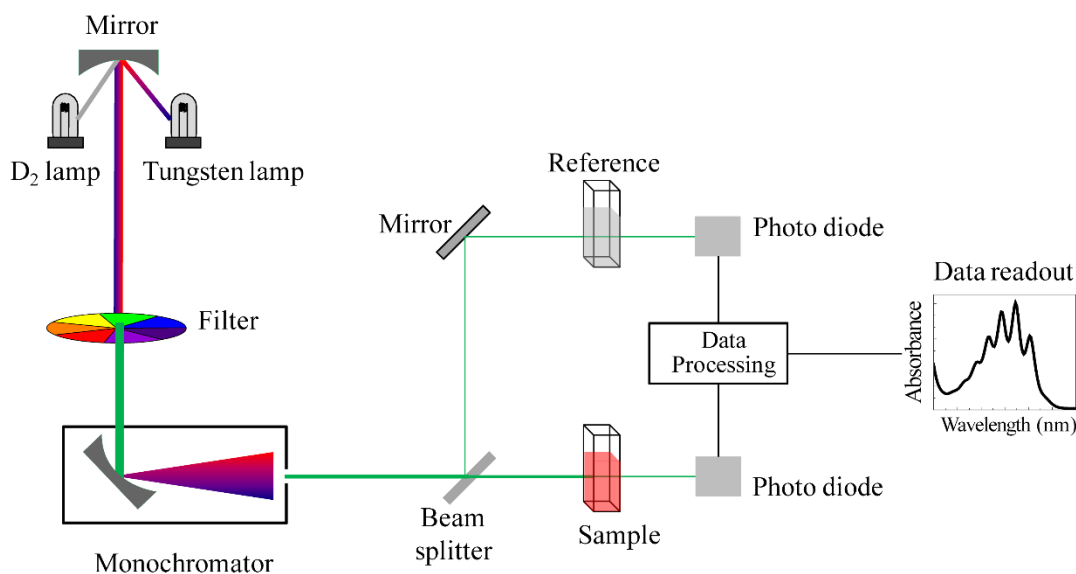 Mirror
D₂ lamp
Tungsten lamp
Filter
Monochromator
Beam
splitter
Mirror
Reference
Sample
Photo diode
Data
Processing
Photo diode
Data readout
Absorbance
Wavelength (nm)